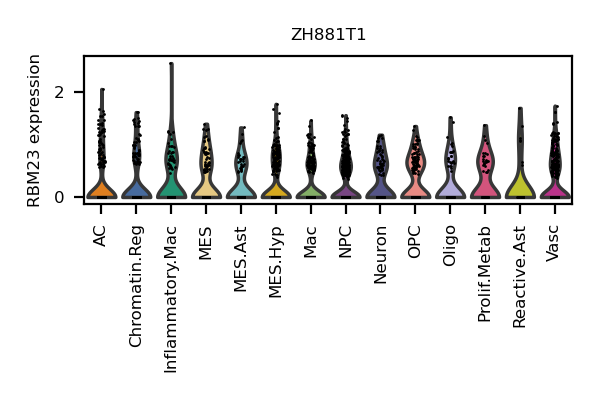 ZH881T1
RBM23 expression
2
0
AC
Chromatin.Reg
Inflammatory.Mac
MES
MES.Ast
MES.Hyp
Mac
NPC
Neuron
OPC
Oligo
Prolif.Metab
Reactive.Ast
Vasc